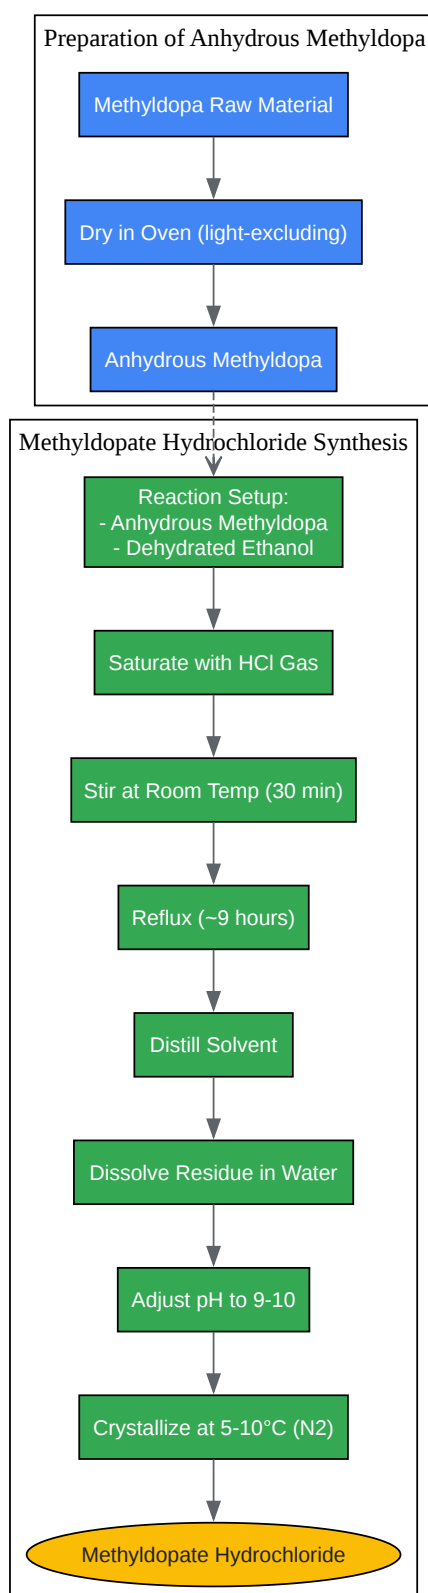 Preparation of Anhydrous Methyldopa
Methyldopa Raw Material
Dry in Oven (light-excluding)
Anhydrous Methyldopa
Methyldopate Hydrochloride Synthesis
Reaction Setup:
- Anhydrous Methyldopa
- Dehydrated Ethanol
Saturate with HCl Gas
Stir at Room Temp (30 min)
Reflux (~9 hours)
Distill Solvent
Dissolve Residue in Water
Adjust pH to 9-10
Crystallize at 5-10°C (N2)
Methyldopate Hydrochloride